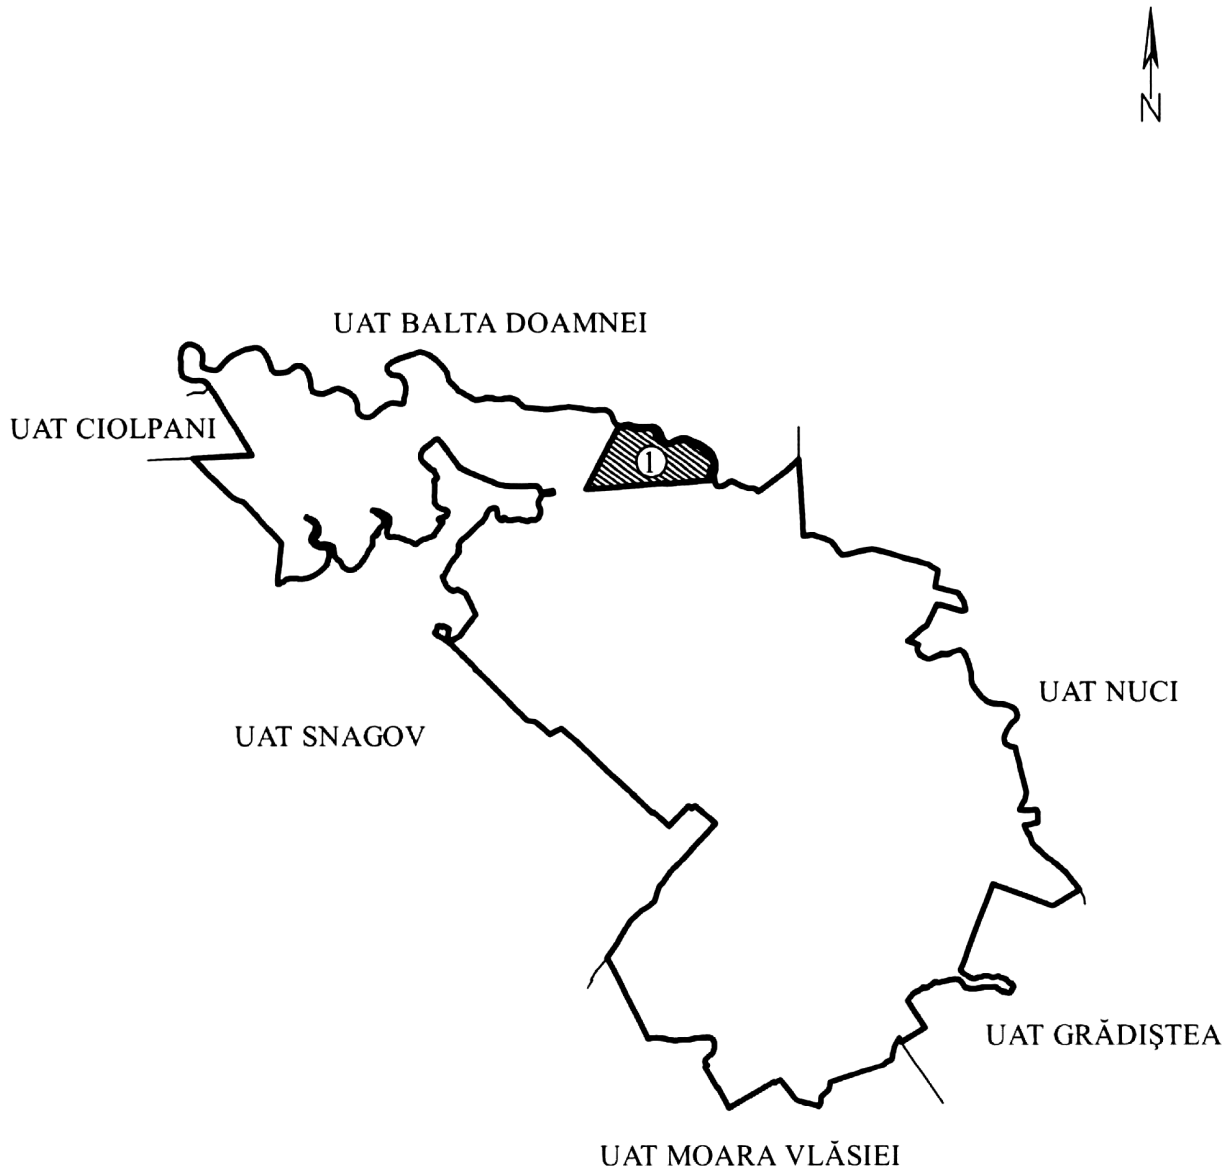 N
UAT BALTA DOAMNEI
UAT CIOLPANI
1
UAT NUCI
UAT SNAGOV
UAT GRĂDIŞTEA
UAT MOARA VLĂSIEI